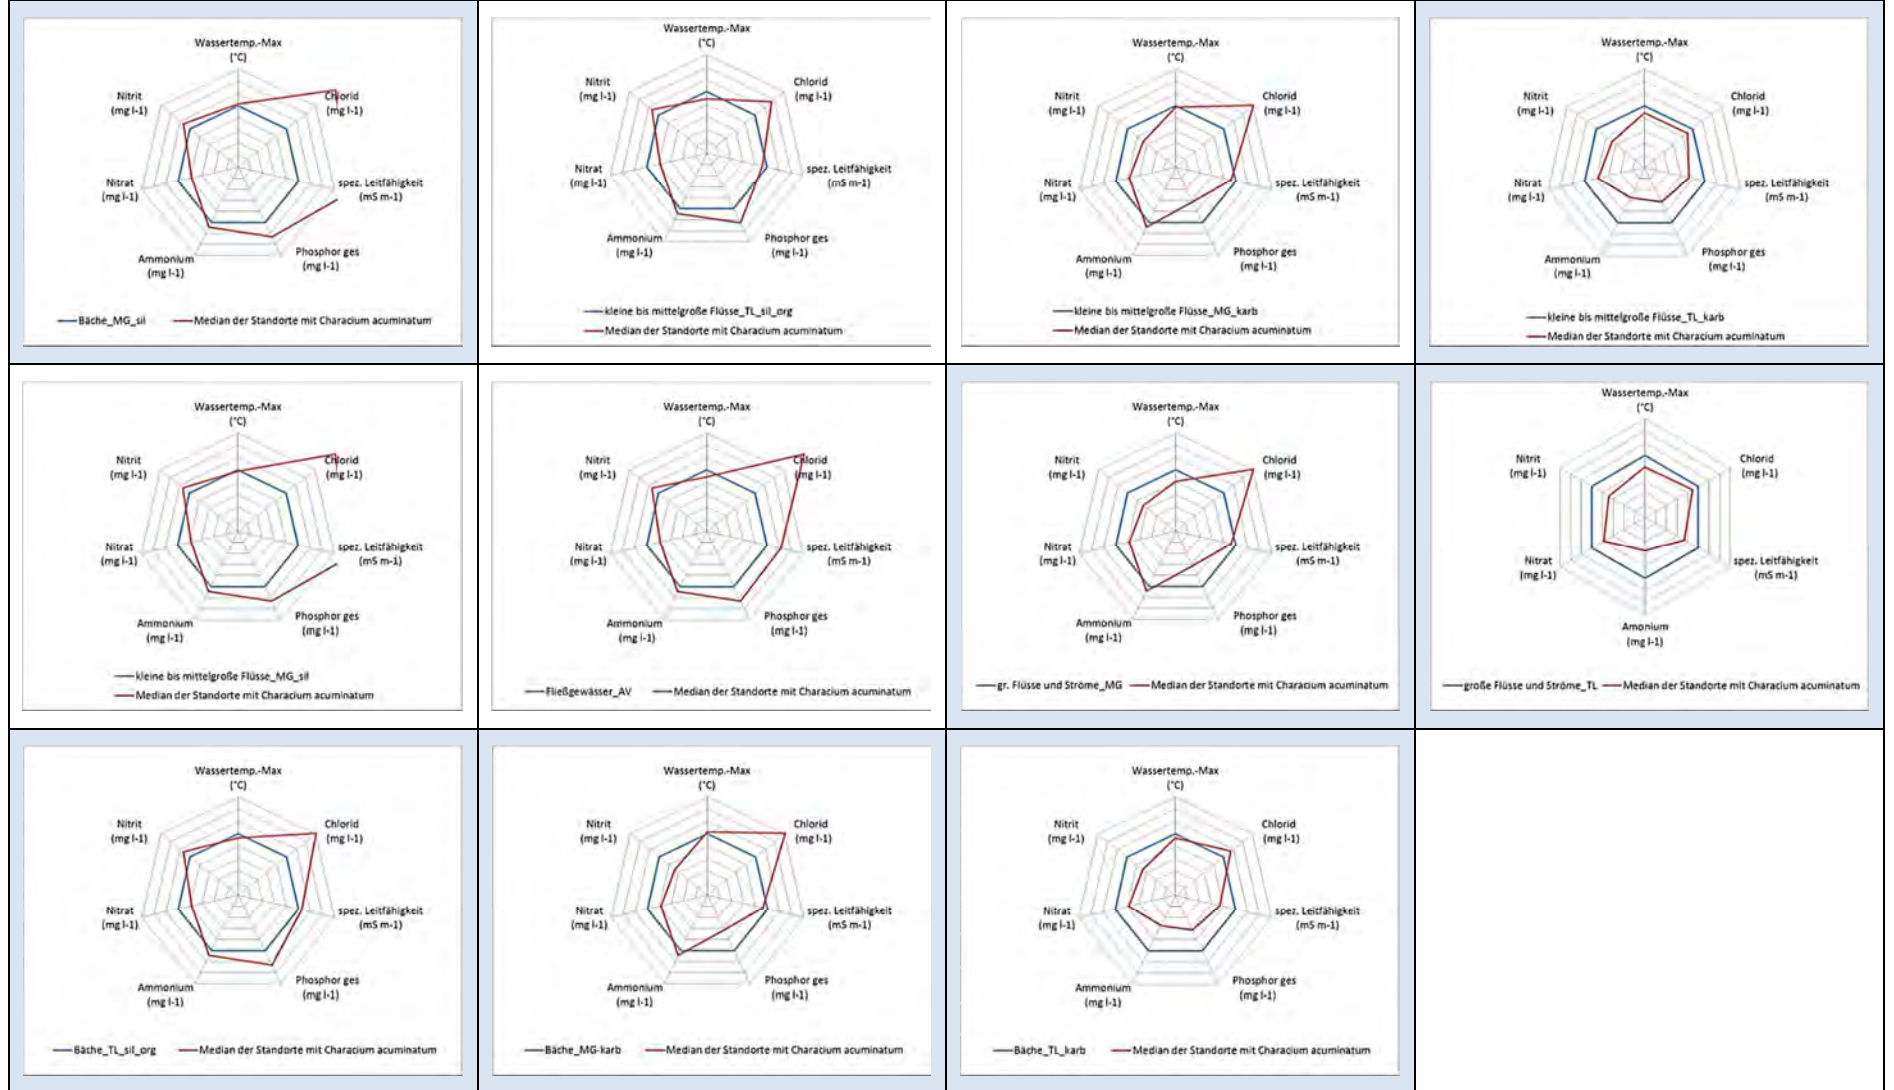 Wassertemp.-Max
(°C)
Nitrit
(mg l-1)
Chlorid
(mg l-1)
Nitrat
(mg l-1)
spez. Leitfähigkeit
(mS m-1)
Ammonium
(mg l-1)
Phosphor ges
(mg l-1)
Bäche_MG_sil
Median der Standorte mit Characium acuminatum
Wassertemp.-Max
(°C)
Nitrit
(mg l-1)
Chlorid
(mg l-1)
Nitrat
(mg l-1)
spez. Leitfähigkeit
(mS m-1)
Ammonium
(mg l-1)
Phosphor ges
(mg l-1)
kleine bis mittelgroße Flüsse_TL_sil_org
Median der Standorte mit Characium acuminatum
Wassertemp.-Max
(°C)
Nitrit
(mg l-1)
Chlorid
(mg l-1)
Nitrat
(mg l-1)
spez. Leitfähigkeit
(mS m-1)
Ammonium
(mg l-1)
Phosphor ges
(mg l-1)
kleine bis mittelgroße Flüsse_MG_karb
Median der Standorte mit Characium acuminatum
Wassertemp.-Max
(°C)
Nitrit
(mg l-1)
Chlorid
(mg l-1)
Nitrat
(mg l-1)
spez. Leitfähigkeit
(mS m-1)
Ammonium
(mg l-1)
Phosphor ges
(mg l-1)
kleine bis mittelgroße Flüsse_TL_karb
Median der Standorte mit Characium acuminatum
Wassertemp.-Max
(°C)
Nitrit
(mg l-1)
Chlorid
(mg l-1)
Nitrat
(mg l-1)
spez. Leitfähigkeit
(mS m-1)
Ammonium
(mg l-1)
Phosphor ges
(mg l-1)
kleine bis mittelgroße Flüsse_MG_sil
Median der Standorte mit Characium acuminatum
Wassertemp.-Max
(°C)
Nitrit
(mg l-1)
Chlorid
(mg l-1)
Nitrat
(mg l-1)
spez. Leitfähigkeit
(mS m-1)
Ammonium
(mg l-1)
Phosphor ges
(mg l-1)
Fließgewässer_AV
Median der Standorte mit Characium acuminatum
Wassertemp.-Max
(°C)
Nitrit
(mg l-1)
Chlorid
(mg l-1)
Nitrat
(mg l-1)
spez. Leitfähigkeit
(mS m-1)
Ammonium
(mg l-1)
Phosphor ges
(mg l-1)
gr. Flüsse und Ströme_MG
Median der Standorte mit Characium acuminatum
Wassertemp.-Max
(°C)
Nitrit
(mg l-1)
Chlorid
(mg l-1)
Nitrat
(mg l-1)
spez. Leitfähigkeit
(mS m-1)
Amonium
(mg l-1)
große Flüsse und Ströme_TL
Median der Standorte mit Characium acuminatum
Wassertemp.-Max
(°C)
Nitrit
(mg l-1)
Chlorid
(mg l-1)
Nitrat
(mg l-1)
spez. Leitfähigkeit
(mS m-1)
Ammonium
(mg l-1)
Phosphor ges
(mg l-1)
Bäche_TL_sil_org
Median der Standorte mit Characium acuminatum
Wassertemp.-Max
(°C)
Nitrit
(mg l-1)
Chlorid
(mg l-1)
Nitrat
(mg l-1)
spez. Leitfähigkeit
(mS m-1)
Ammonium
(mg l-1)
Phosphor ges
(mg l-1)
Bäche_MG-karb
Median der Standorte mit Characium acuminatum
Wassertemp.-Max
(°C)
Nitrit
(mg l-1)
Chlorid
(mg l-1)
Nitrat
(mg l-1)
spez. Leitfähigkeit
(mS m-1)
Ammonium
(mg l-1)
Phosphor ges
(mg l-1)
Bäche_TL_karb
Median der Standorte mit Characium acuminatum